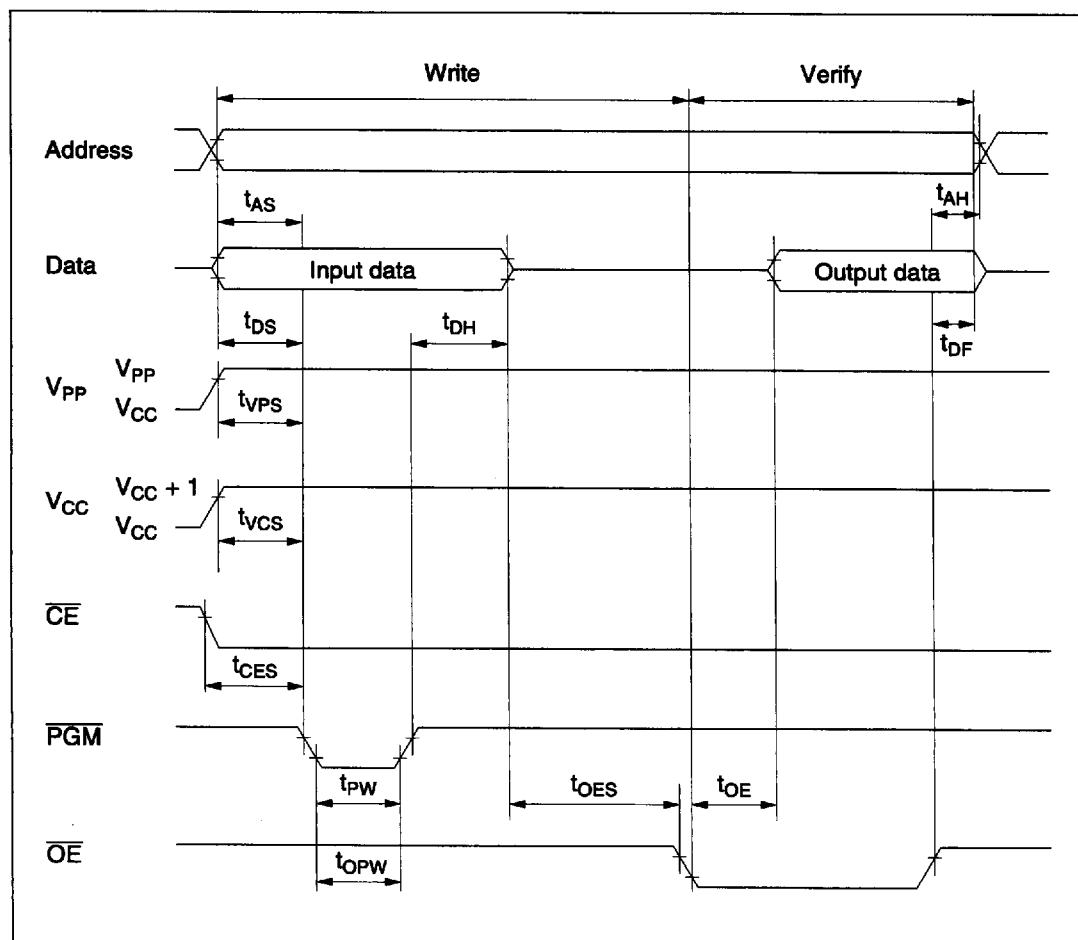 Write Verify
Address
tAS tAH
Data Input data Output data
tDS tDH tDF
VPP VPP
VCC tVPS
VCC VCC + 1
VCC tVCS
CE
tCES
PGM
tPW tOES tOE
OE
tOPW